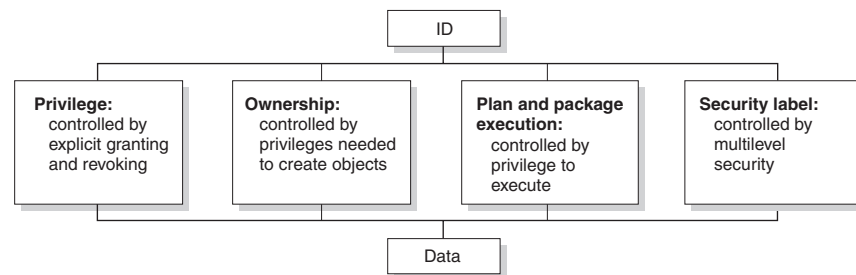 ID
Privilege:
controlled by
explicit granting
and revoking
Ownership:
controlled by
privileges needed
to create objects
Plan and package
execution:
controlled by
privilege to
execute
Security label:
controlled by
multilevel
security
Data